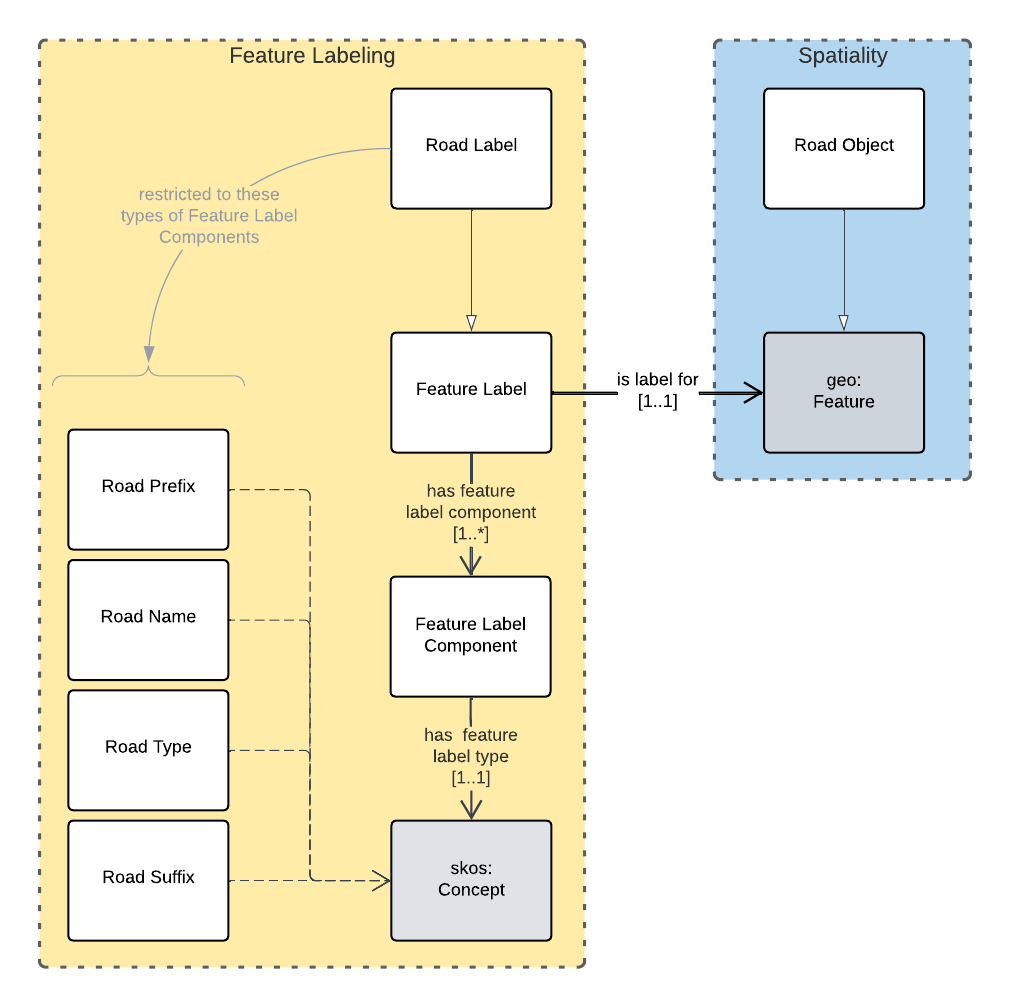 Feature Labeling
Spatiality
Road Label
Road Object
restricted to these
types of Feature Label
Components
Feature Label
is label for
[1..1]
geo:
Feature
Road Prefix
has feature
label component
[1..*]
Road Name
Feature Label
Component
Road Type
has feature
label type
[1..1]
Road Suffix
skos:
Concept